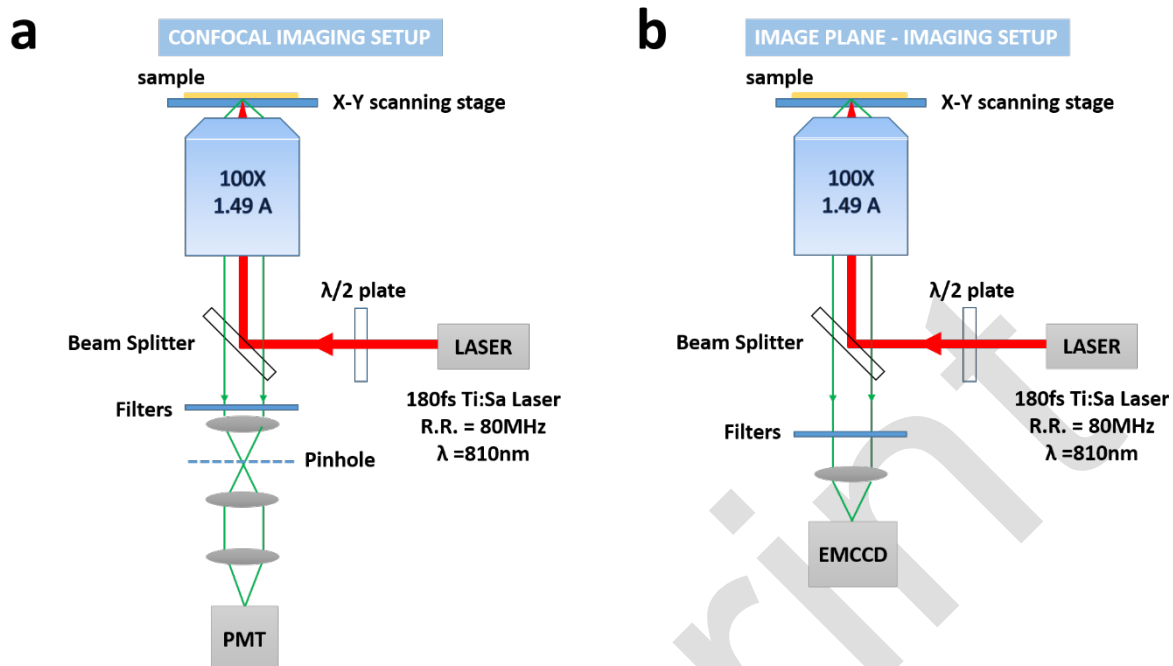 a
CONFOCAL IMAGING SETUP
sample
X-Y scanning stage
100X
1.49 A
λ/2 plate
Beam Splitter
LASER
180fs Ti:Sa Laser
R.R. = 80MHz
λ =810nm
Filters
Pinhole
PMT
b
IMAGE PLANE - IMAGING SETUP
sample
X-Y scanning stage
100X
1.49 A
λ/2 plate
Beam Splitter
LASER
180fs Ti:Sa Laser
R.R. = 80MHz
λ =810nm
Filters
EMCCD
rint